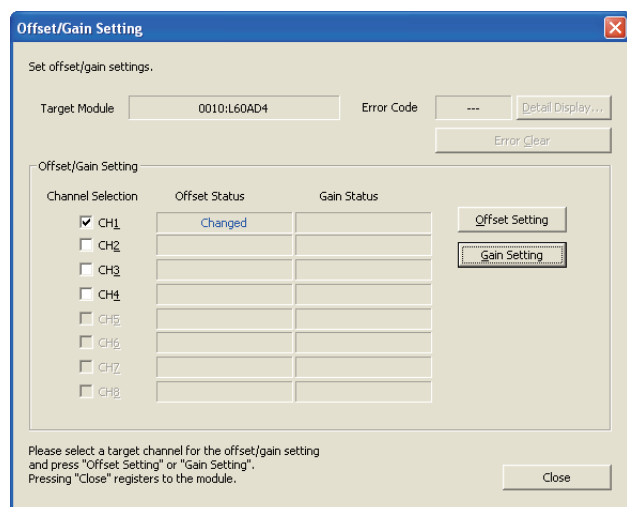 Offset/Gain Setting
Set offset/gain settings.
Target Module 0010:L60AD4 Error Code --- Detail Display...
Error Clear
Offset/Gain Setting
Channel Selection Offset Status Gain Status
CH1 Changed Offset Setting
CH2 Gain Setting
CH3
CH4
CH5
CH6
CH7
CH8
Please select a target channel for the offset/gain setting
and press "Offset Setting" or "Gain Setting".
Pressing "Close" registers to the module.
Close